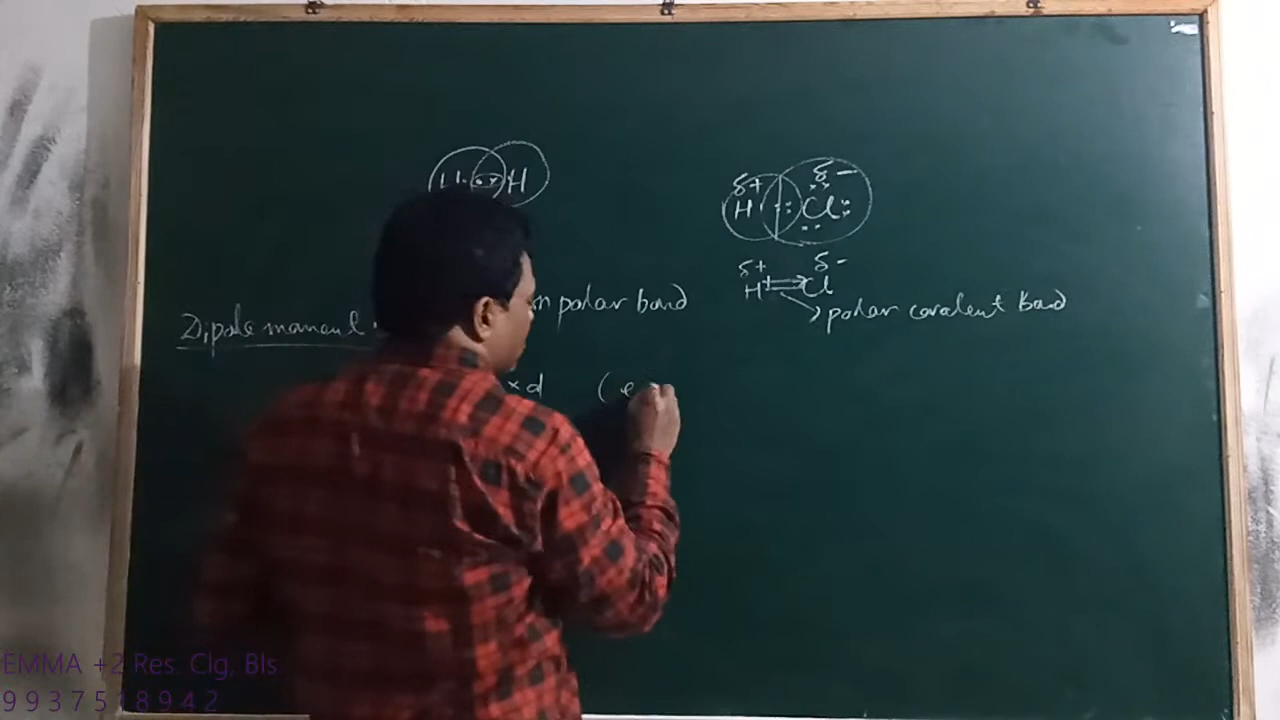 H H
δ+ δ-
H Cl
δ+ δ-
H Cl
polar covalent bond
n polar bond
Dipole moment
× d (e
EMMA +2 Res. Clg, Bls
9937518942